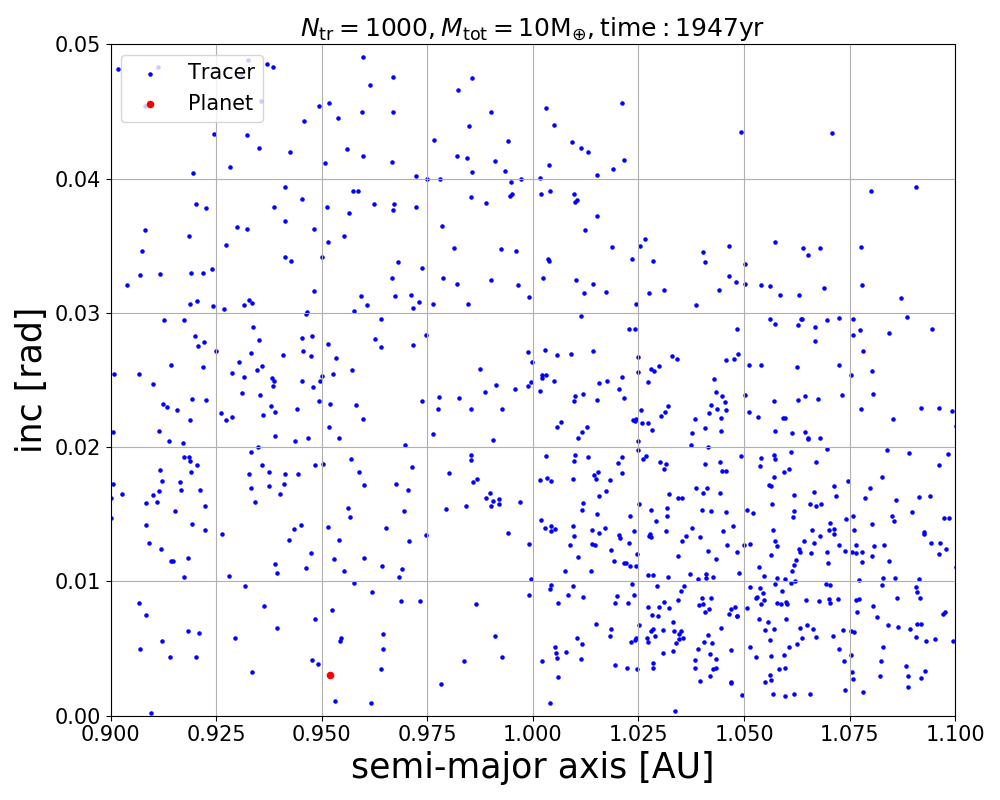 N_tr = 1000, M_tot = 10M_⊕, time : 1947yr
0.05
Tracer
Planet
0.04
0.03
inc [rad]
0.02
0.01
0.00
0.900 0.925 0.950 0.975 1.000 1.025 1.050 1.075 1.100
semi-major axis [AU]